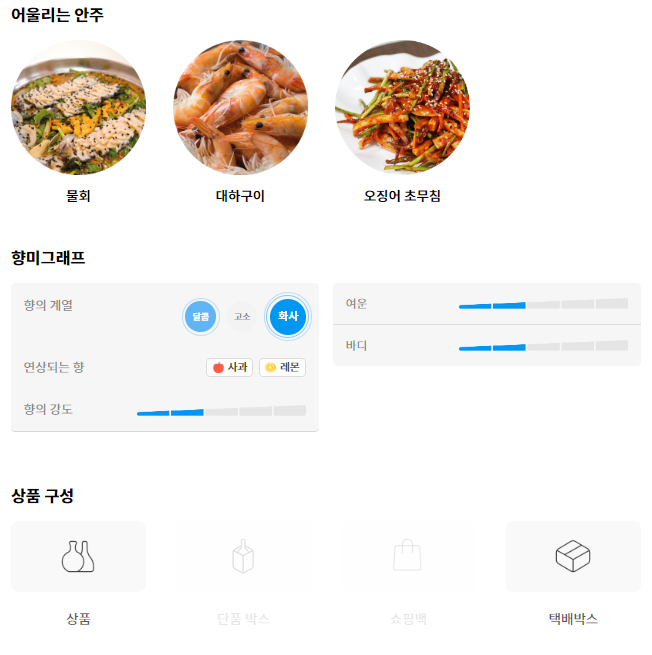 어울리는 안주
물회
대하구이
오징어 초무침
향미그래프
향의 계열
달콤
고소
화사
연상되는 향
사과
레몬
향의 강도
여운
바디
상품 구성
상품
단품 박스
쇼핑백
택배박스